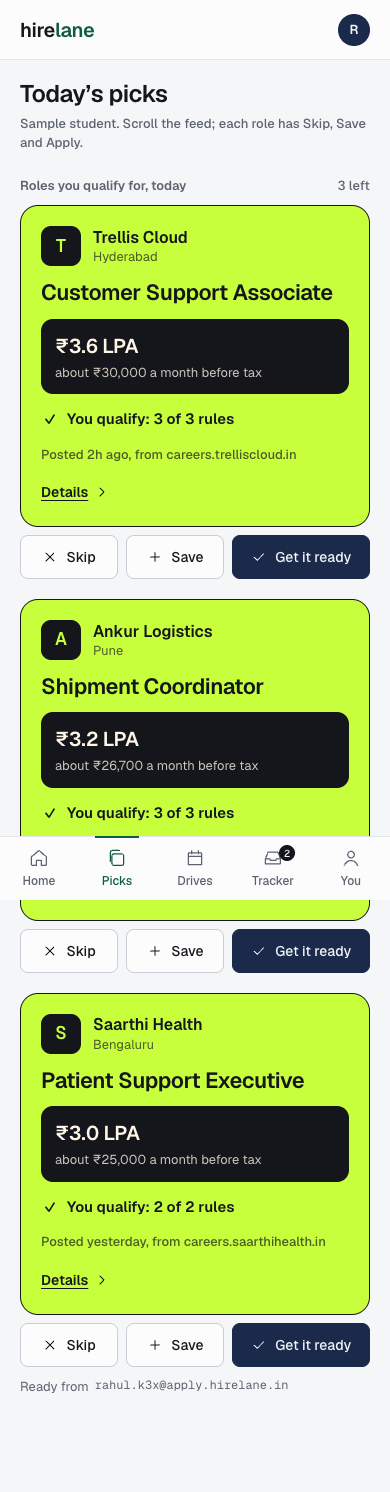 hirelane
R
Today’s picks
Sample student. Scroll the feed; each role has Skip, Save
and Apply.
Roles you qualify for, today
3 left
T
Trellis Cloud
Hyderabad
Customer Support Associate
₹3.6 LPA
about ₹30,000 a month before tax
You qualify: 3 of 3 rules
Posted 2h ago, from careers.trelliscloud.in
Details
Skip
Save
Get it ready
A
Ankur Logistics
Pune
Shipment Coordinator
₹3.2 LPA
about ₹26,700 a month before tax
You qualify: 3 of 3 rules
Home
Picks
Drives
2
Tracker
You
Skip
Save
Get it ready
S
Saarthi Health
Bengaluru
Patient Support Executive
₹3.0 LPA
about ₹25,000 a month before tax
You qualify: 2 of 2 rules
Posted yesterday, from careers.saarthihealth.in
Details
Skip
Save
Get it ready
Ready from rahul.k3x@apply.hirelane.in